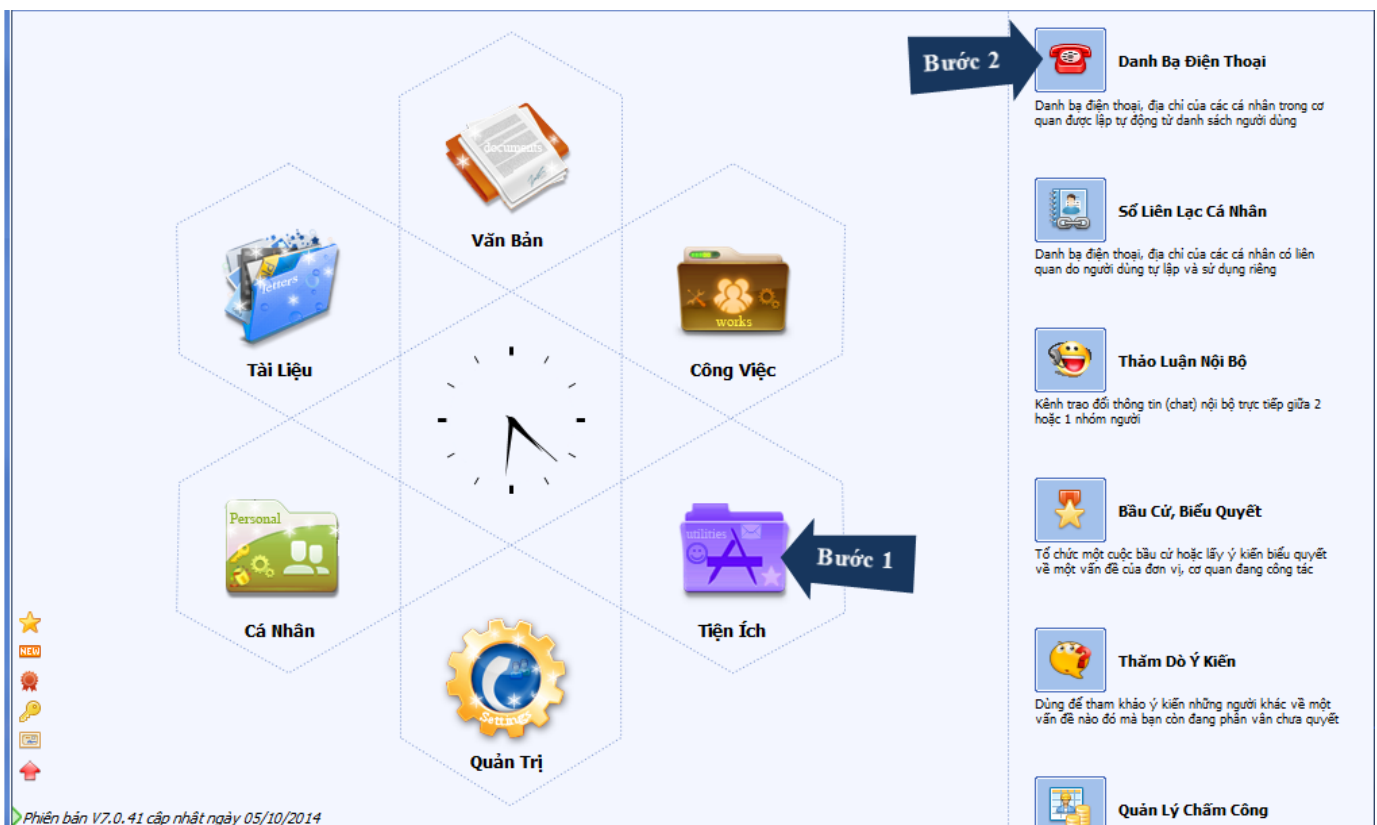 Văn Bản
documents
Tài Liệu
letters
Công Việc
works
Cá Nhân
Personal
Tiện Ích
utilities
Bước 1
Quản Trị
Settings
NEW
Phiên bản V7.0.41 cập nhật ngày 05/10/2014
Bước 2
Danh Bạ Điện Thoại
Danh bạ điện thoại, địa chỉ của các cá nhân trong cơ
quan được lập tự động từ danh sách người dùng
Sổ Liên Lạc Cá Nhân
Danh bạ điện thoại, địa chỉ của các cá nhân có liên
quan do người dùng tự lập và sử dụng riêng
Thảo Luận Nội Bộ
Kênh trao đổi thông tin (chat) nội bộ trực tiếp giữa 2
hoặc 1 nhóm người
Bầu Cử, Biểu Quyết
Tổ chức một cuộc bầu cử hoặc lấy ý kiến biểu quyết
về một vấn đề của đơn vị, cơ quan đang công tác
Thăm Dò Ý Kiến
Dùng để tham khảo ý kiến những người khác về một
vấn đề nào đó mà bạn còn đang phân vân chưa quyết
Quản Lý Chấm Công